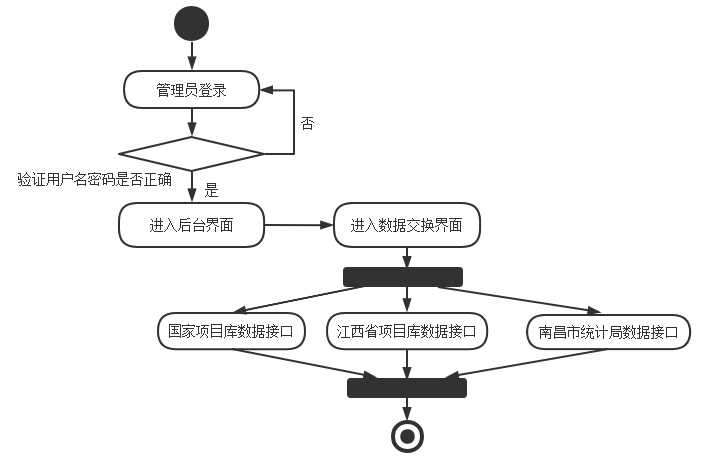 管理员登录
否
验证用户名密码是否正确
是
进入后台界面
进入数据交换界面
国家项目库数据接口
江西省项目库数据接口
南昌市统计局数据接口